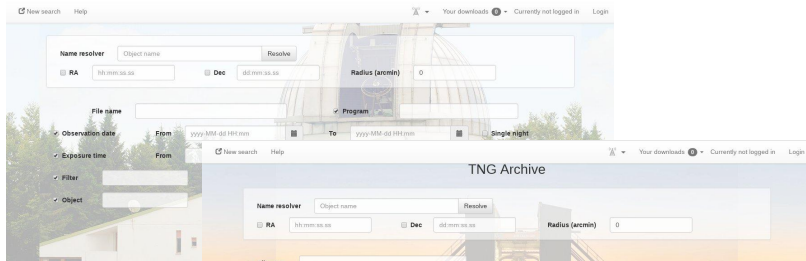 New search Help Your downloads 0 Currently not logged in Login
Name resolver Object name Resolve
RA hh:mm:ss.ss Dec dd:mm:ss.ss Radius (arcmin) 0
File name Program
Observation date From yyyy-MM-dd HH:mm To yyyy-MM-dd HH:mm Single night
Exposure time From
Filter
Object
New search Help Your downloads 0 Currently not logged in Login
TNG Archive
Name resolver Object name Resolve
RA hh:mm:ss.ss Dec dd:mm:ss.ss Radius (arcmin) 0